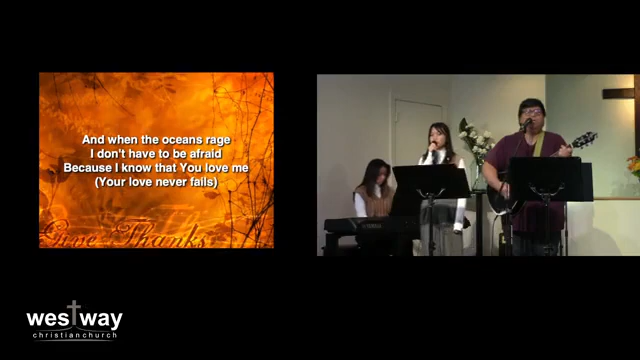 And when the oceans rage
I don't have to be afraid
Because I know that You love me
(Your love never fails)
Give Thanks
westway
christianchurch
YAMAHA